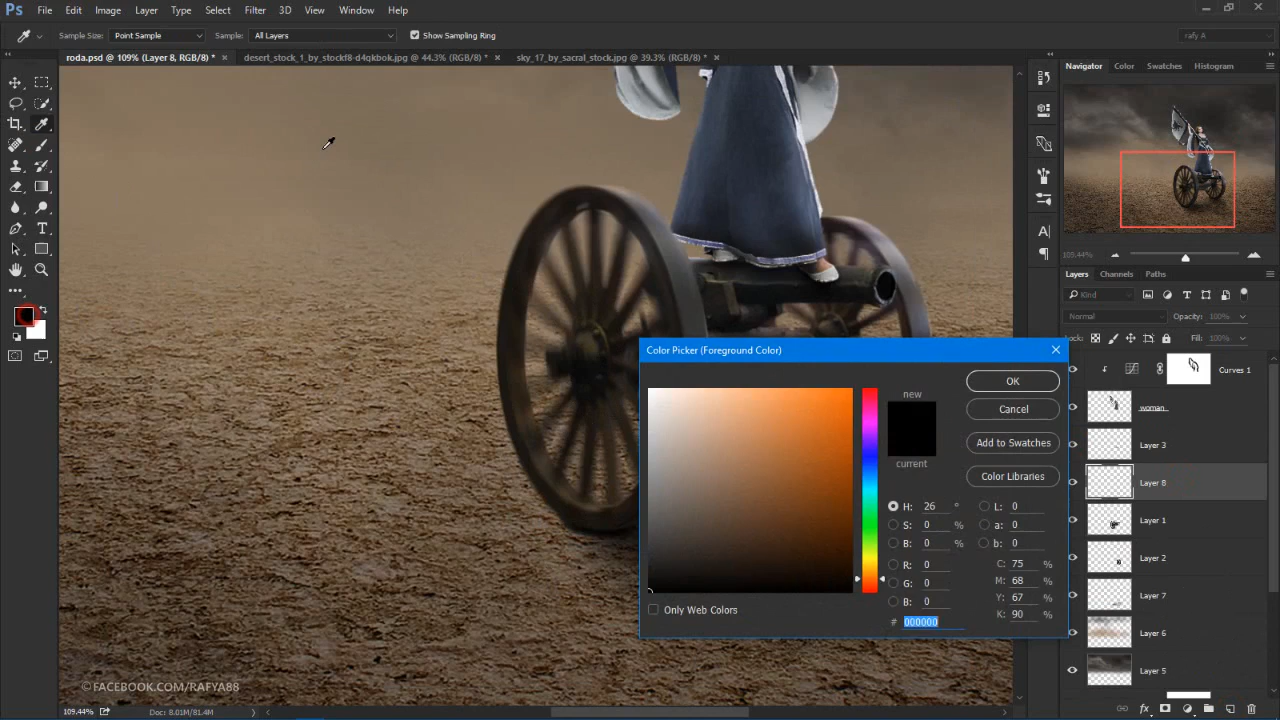 Ps File Edit Image Layer Type Select Filter 3D View Window Help
Sample Size: Point Sample Sample: All Layers Show Sampling Ring rafy A
roda.psd @ 109% (Layer 8, RGB/8) * × desert_stock_1_by_stockf8-d4qkbok.jpg @ 44.3% (RGB/8) * × sky_17_by_sacral_stock.jpg @ 39.3% (RGB/8) * ×
Navigator Color Swatches Histogram
109.44%
Layers Channels Paths
Kind
Normal Opacity: 100%
Lock: Fill: 100%
Curves 1
woman
Layer 3
Layer 8
Layer 1
Layer 2
Layer 7
Layer 6
Layer 5
Color Picker (Foreground Color)
new
current
OK
Cancel
Add to Swatches
Color Libraries
H: 26 ° L: 0
S: 0 % a: 0
B: 0 % b: 0
R: 0 C: 75 %
G: 0 M: 68 %
B: 0 Y: 67 %
# 000000 K: 90 %
Only Web Colors
©FACEBOOK.COM/RAFYA88
109.44% Doc: 8.01M/81.4M